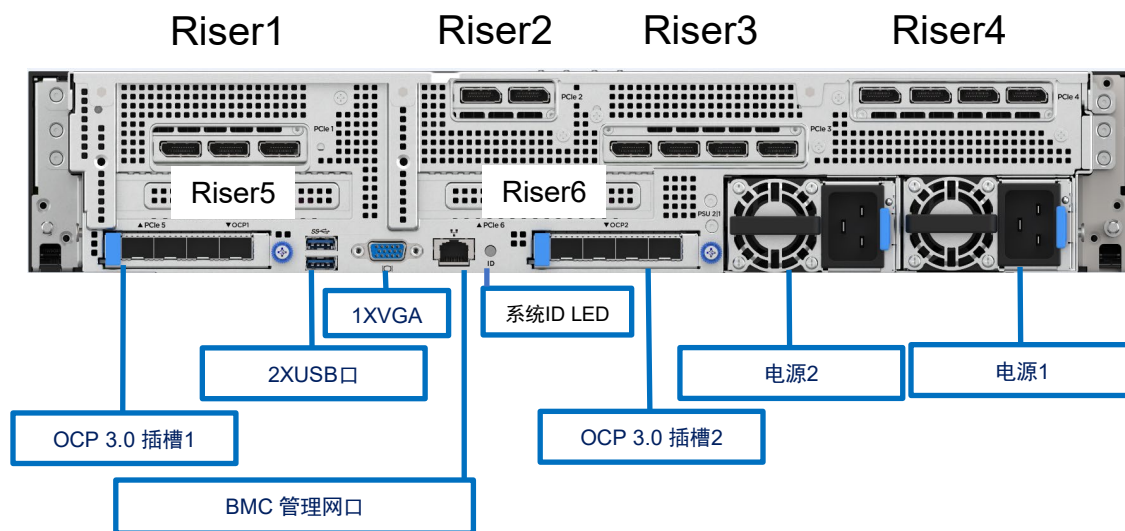 Riser1
Riser2
Riser3
Riser4
PCIe 2
PCIe 4
PCIe 1
PCIe 3
Riser5
Riser6
PSU 2|1
▲PCIe 5
▼OCP1
SS
▲PCIe 6
▼OCP2
ID
1XVGA
系统ID LED
2XUSB口
电源2
电源1
OCP 3.0 插槽1
OCP 3.0 插槽2
BMC 管理网口